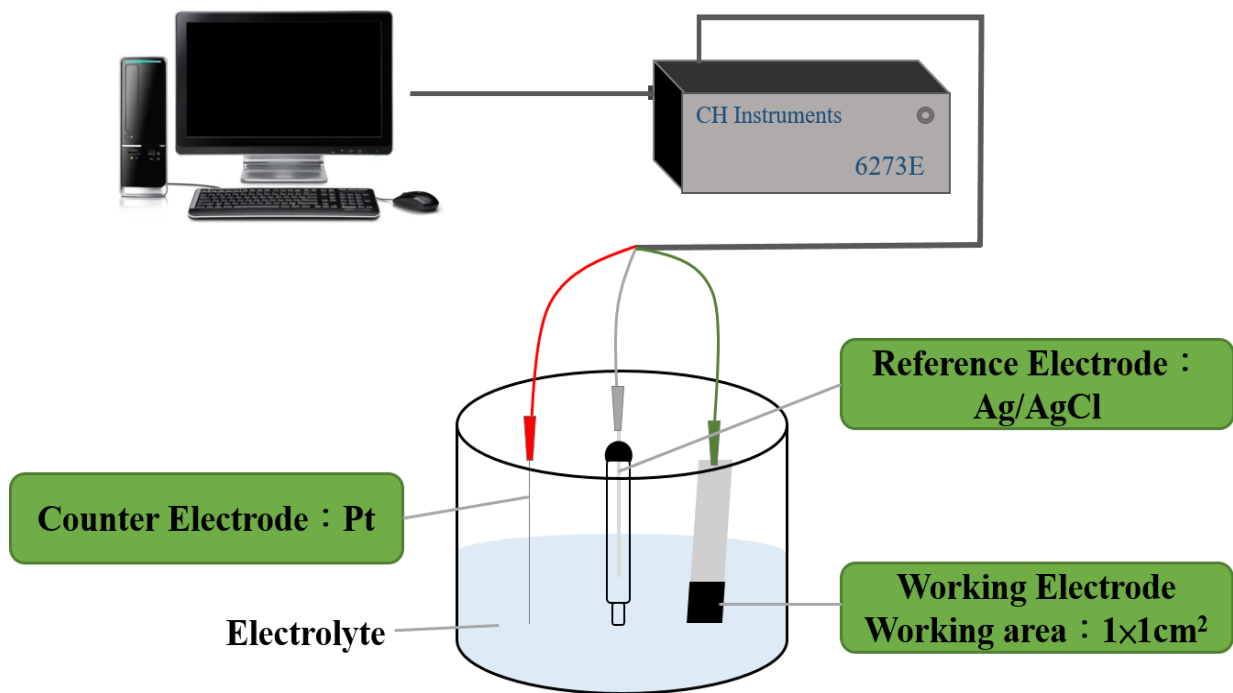 CH Instruments
6273E
Reference Electrode：
Ag/AgCl
Counter Electrode：Pt
Working Electrode
Working area：1×1cm²
Electrolyte